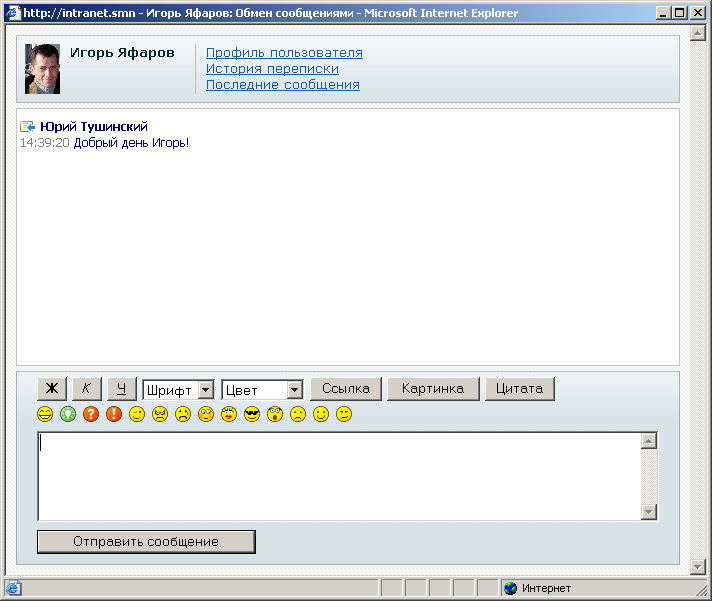 http://intranet.smn - Игорь Яфаров: Обмен сообщениями - Microsoft Internet Explorer
Игорь Яфаров
Профиль пользователя
История переписки
Последние сообщения
Юрий Тушинский
14:39:20 Добрый день Игорь!
Ж К Ч Шрифт Цвет Ссылка Картинка Цитата
Отправить сообщение
Интернет